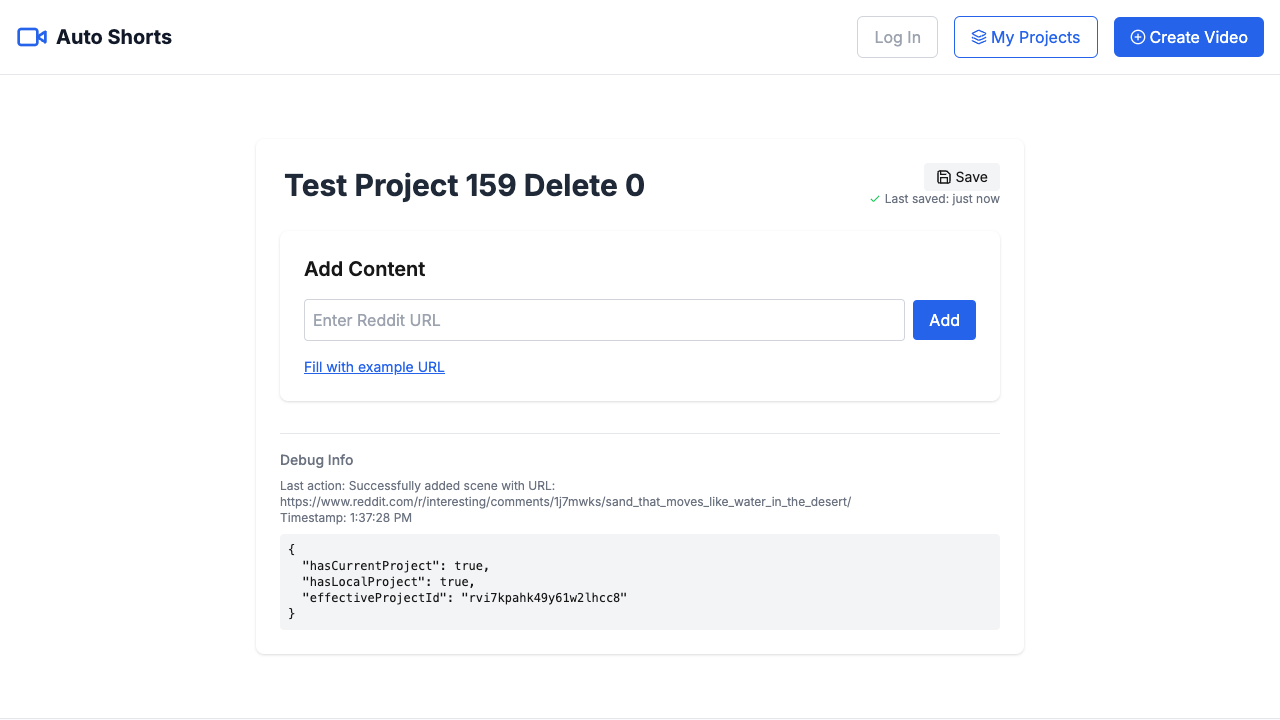 Auto Shorts
Log In
My Projects
Create Video
Test Project 159 Delete 0
Save
Last saved: just now
Add Content
Enter Reddit URL
Add
Fill with example URL
Debug Info
Last action: Successfully added scene with URL:
https://www.reddit.com/r/interesting/comments/1j7mwks/sand_that_moves_like_water_in_the_desert/
Timestamp: 1:37:28 PM
{
  "hasCurrentProject": true,
  "hasLocalProject": true,
  "effectiveProjectId": "rvi7kpahk49y61w2lhcc8"
}